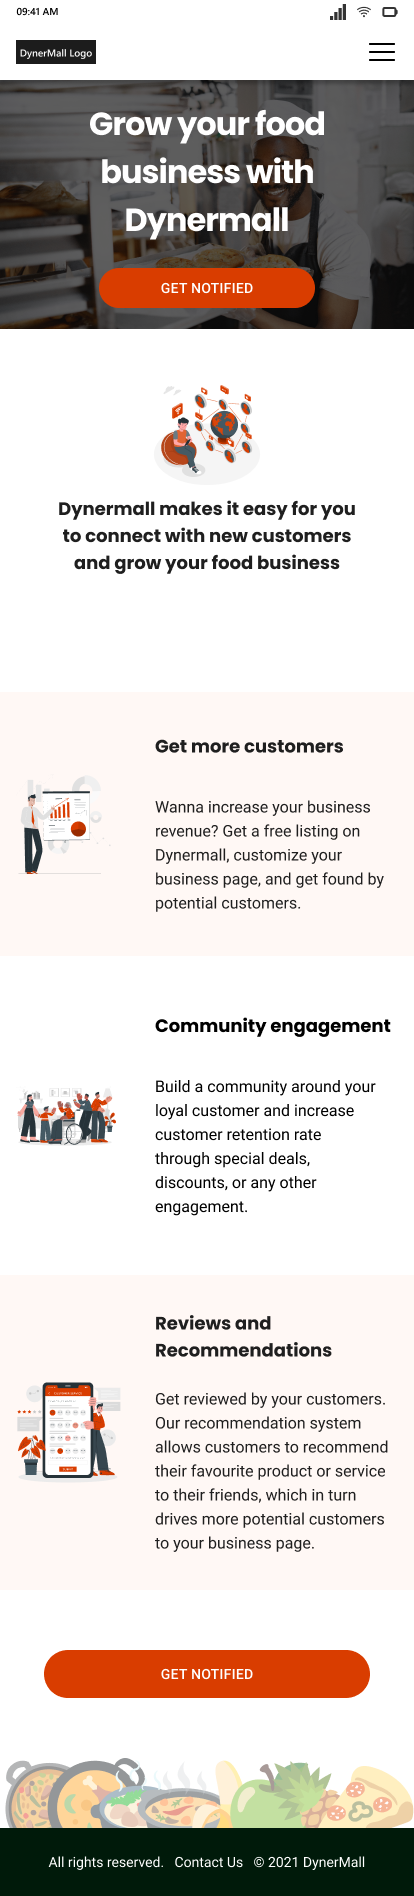 09:41 AM
DynerMall Logo
Grow your food
business with
Dynermall
GET NOTIFIED
Dynermall makes it easy for you
to connect with new customers
and grow your food business
Get more customers
Wanna increase your business
revenue? Get a free listing on
Dynermall, customize your
business page, and get found by
potential customers.
Community engagement
Build a community around your
loyal customer and increase
customer retention rate
through special deals,
discounts, or any other
engagement.
Reviews and
Recommendations
Get reviewed by your customers.
Our recommendation system
allows customers to recommend
their favourite product or service
to their friends, which in turn
drives more potential customers
to your business page.
GET NOTIFIED
All rights reserved. Contact Us © 2021 DynerMall